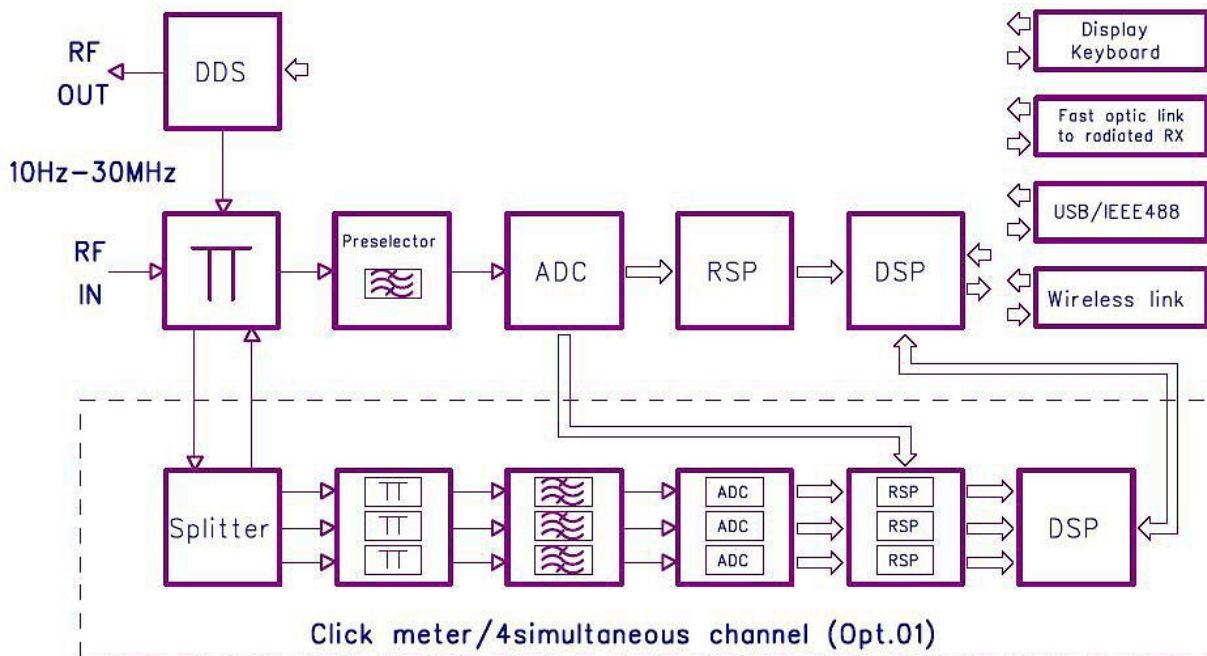 RF
OUT
DDS
Display
Keyboard
Fast optic link
to radiated RX
10Hz-30MHz
USB/IEEE488
RF
IN
Preselector
ADC
RSP
DSP
Wireless link
Splitter
ADC
ADC
ADC
RSP
RSP
RSP
DSP
Click meter/4simultaneous channel (Opt.01)